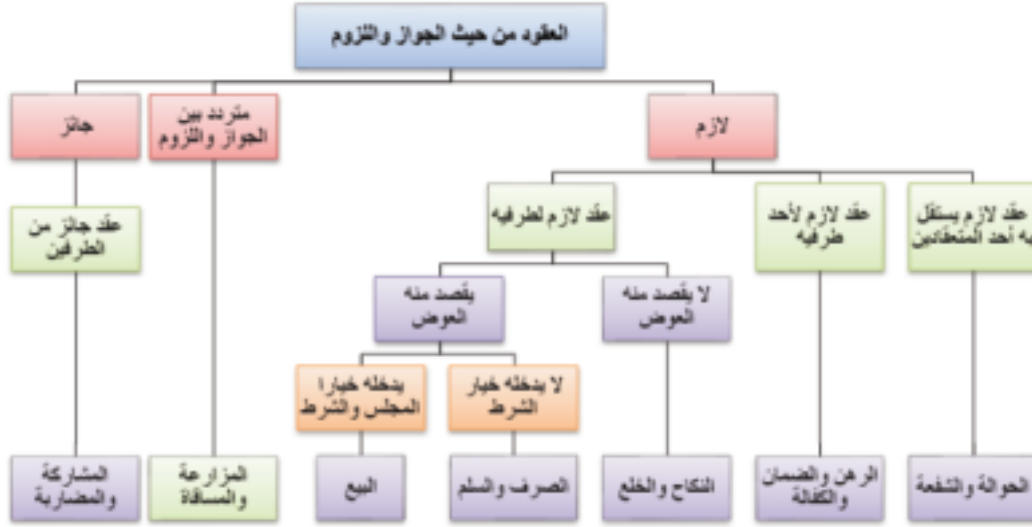 العقود من حيث الجواز واللزوم
لازم
متردد بين
الجواز واللزوم
جائز
عقد لازم يستقل
به أحد المتعاقدين
عقد لازم لأحد
طرفيه
عقد لازم لطرفيه
عقد جائز من
الطرفين
لا يقصد منه
العوض
يقصد منه
العوض
لا يدخله خيار
الشرط
يدخله خيارا
المجلس والشرط
الحوالة والشفعة
الرهن والضمان
والكفالة
النكاح والخلع
الصرف والسلم
البيع
المزارعة
والمساقاة
المشاركة
والمضاربة